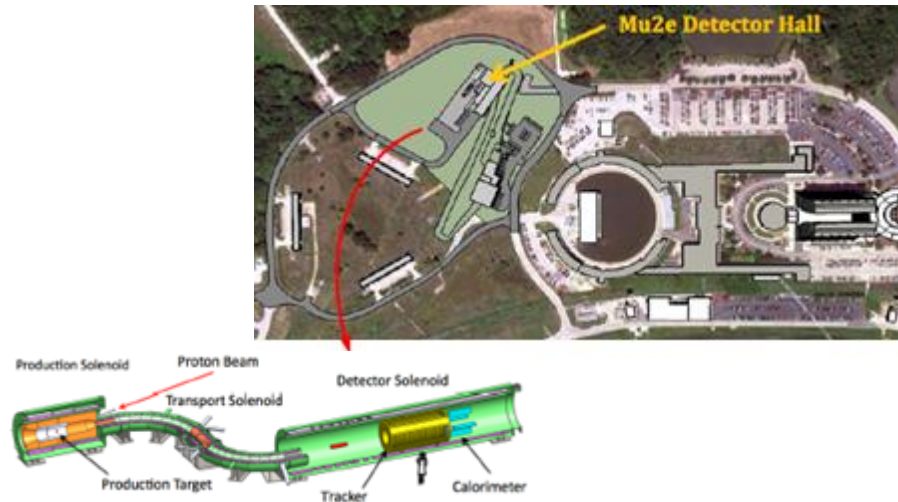 Mu2e Detector Hall
Proton Beam
Production Solenoid
Detector Solenoid
Transport Solenoid
Production Target
Tracker
Calorimeter